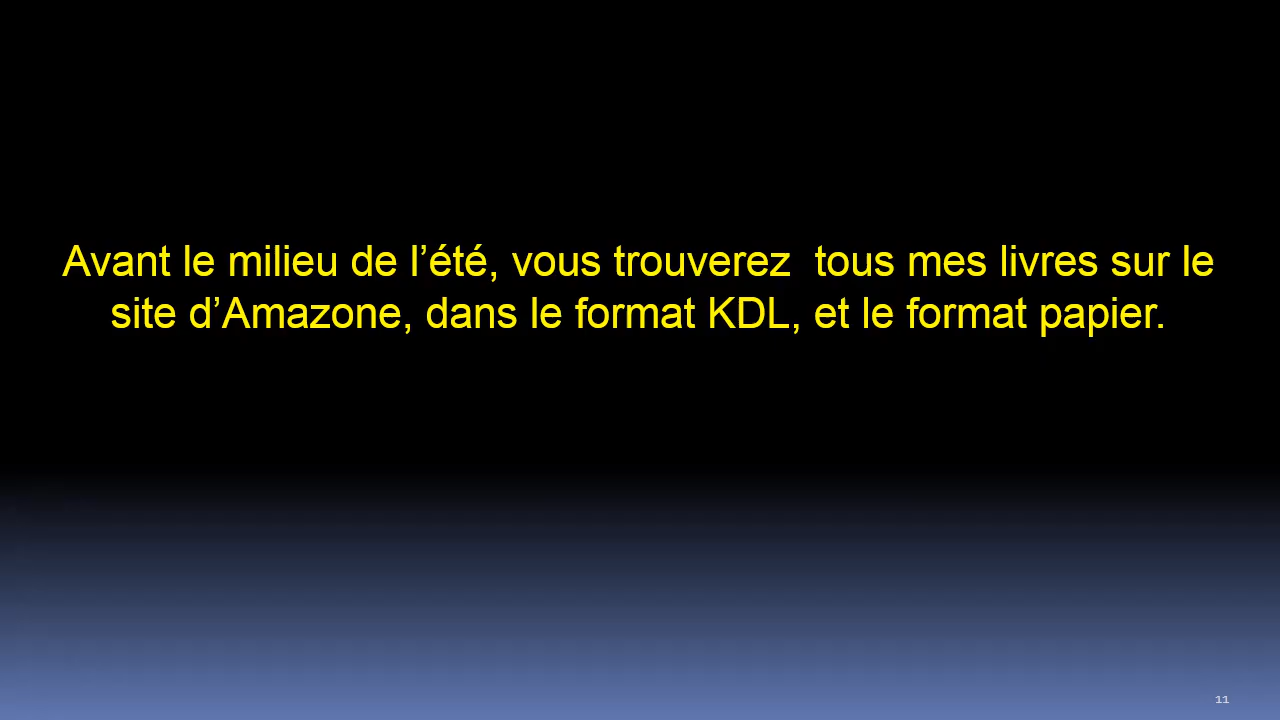 Avant le milieu de l’été, vous trouverez  tous mes livres sur le
site d’Amazone, dans le format KDL, et le format papier.
11